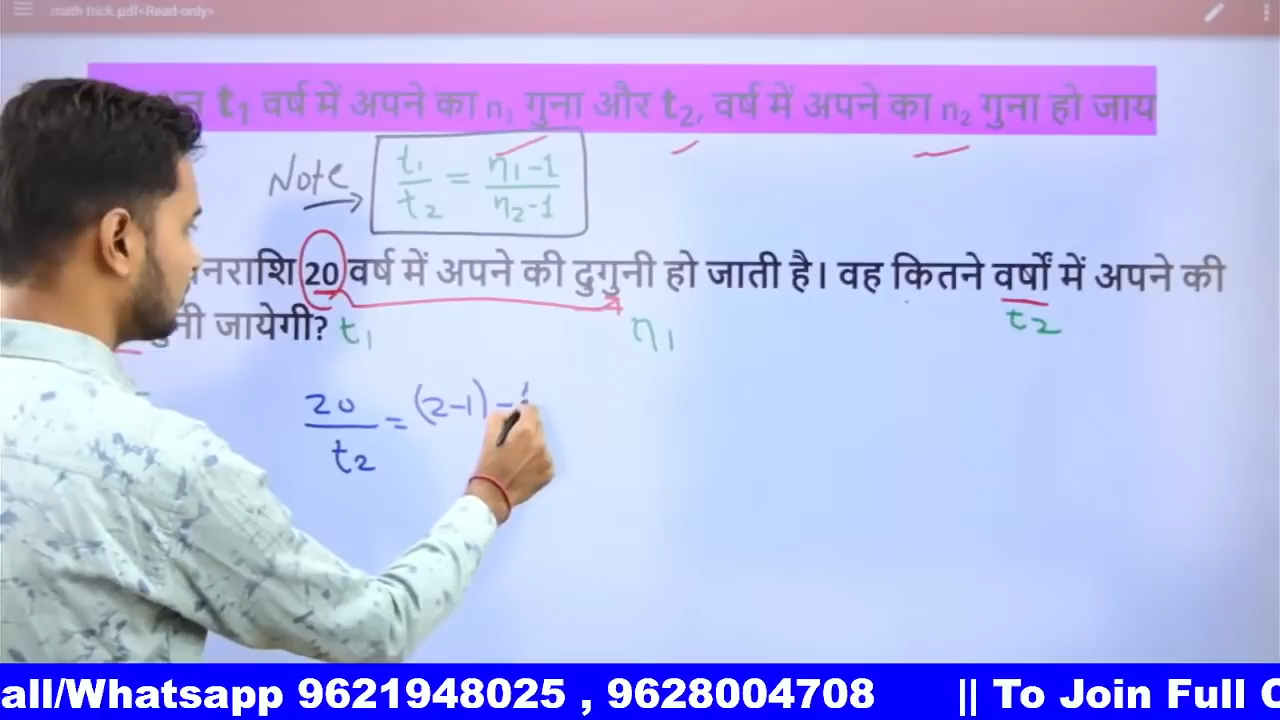 math trick.pdf<Read-only>
t₁ वर्ष में अपने का n₁ गुना और t₂, वर्ष में अपने का n₂ गुना हो जाय
Note → t₁/t₂ = n₁-1/n₂-1
नराशि 20 वर्ष में अपने की दुगुनी हो जाती है। वह कितने वर्षों में अपने की
नी जायेगी? t₁ n₁ t₂
20/t₂ = (2-1)
all/Whatsapp 9621948025 , 9628004708 || To Join Full C